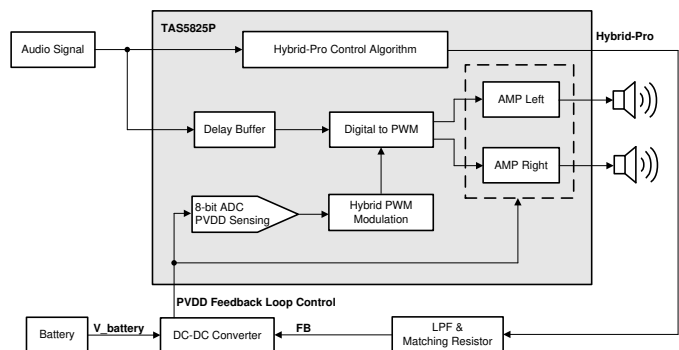 TAS5825P
Hybrid-Pro
Audio Signal
Hybrid-Pro Control Algorithm
AMP Left
Delay Buffer
Digital to PWM
AMP Right
8-bit ADC
PVDD Sensing
Hybrid PWM
Modulation
PVDD Feedback Loop Control
Battery
V_battery
DC-DC Converter
FB
LPF &
Matching Resistor